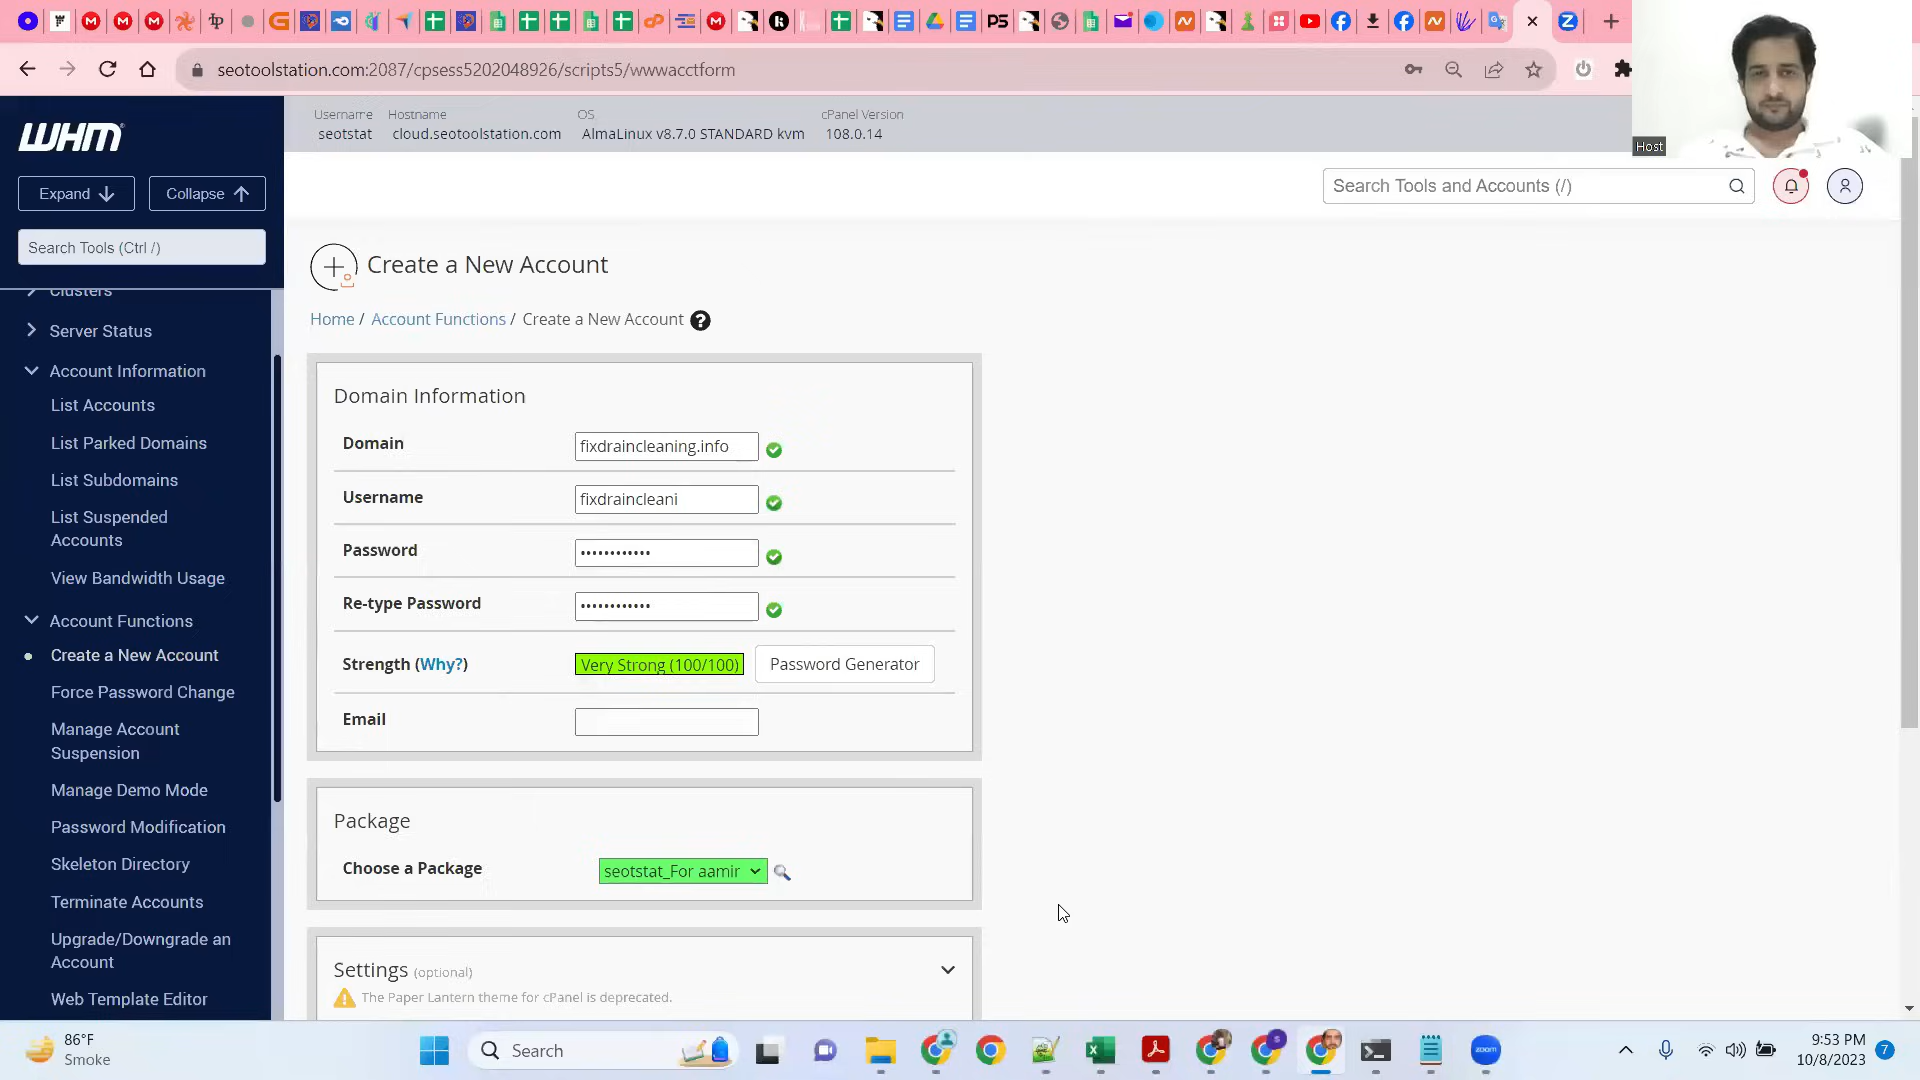 seotoolstation.com:2087/cpsess5202048926/scripts5/wwwacctform
Host
WHM
Username Hostname OS cPanel Version
seotstat cloud.seotoolstation.com AlmaLinux v8.7.0 STANDARD kvm 108.0.14
Expand
Collapse
Search Tools and Accounts (/)
Search Tools (Ctrl /)
Clusters
Server Status
Account Information
List Accounts
List Parked Domains
List Subdomains
List Suspended
Accounts
View Bandwidth Usage
Account Functions
Create a New Account
Force Password Change
Manage Account
Suspension
Manage Demo Mode
Password Modification
Skeleton Directory
Terminate Accounts
Upgrade/Downgrade an
Account
Web Template Editor
Create a New Account
Home / Account Functions / Create a New Account
Domain Information
Domain fixdraincleaning.info
Username fixdraincleani
Password
Re-type Password
Strength (Why?) Very Strong (100/100) Password Generator
Email
Package
Choose a Package seotstat_For aamir
Settings (optional)
The Paper Lantern theme for cPanel is deprecated.
86°F
Smoke
Search
zoom
9:53 PM
10/8/2023
7